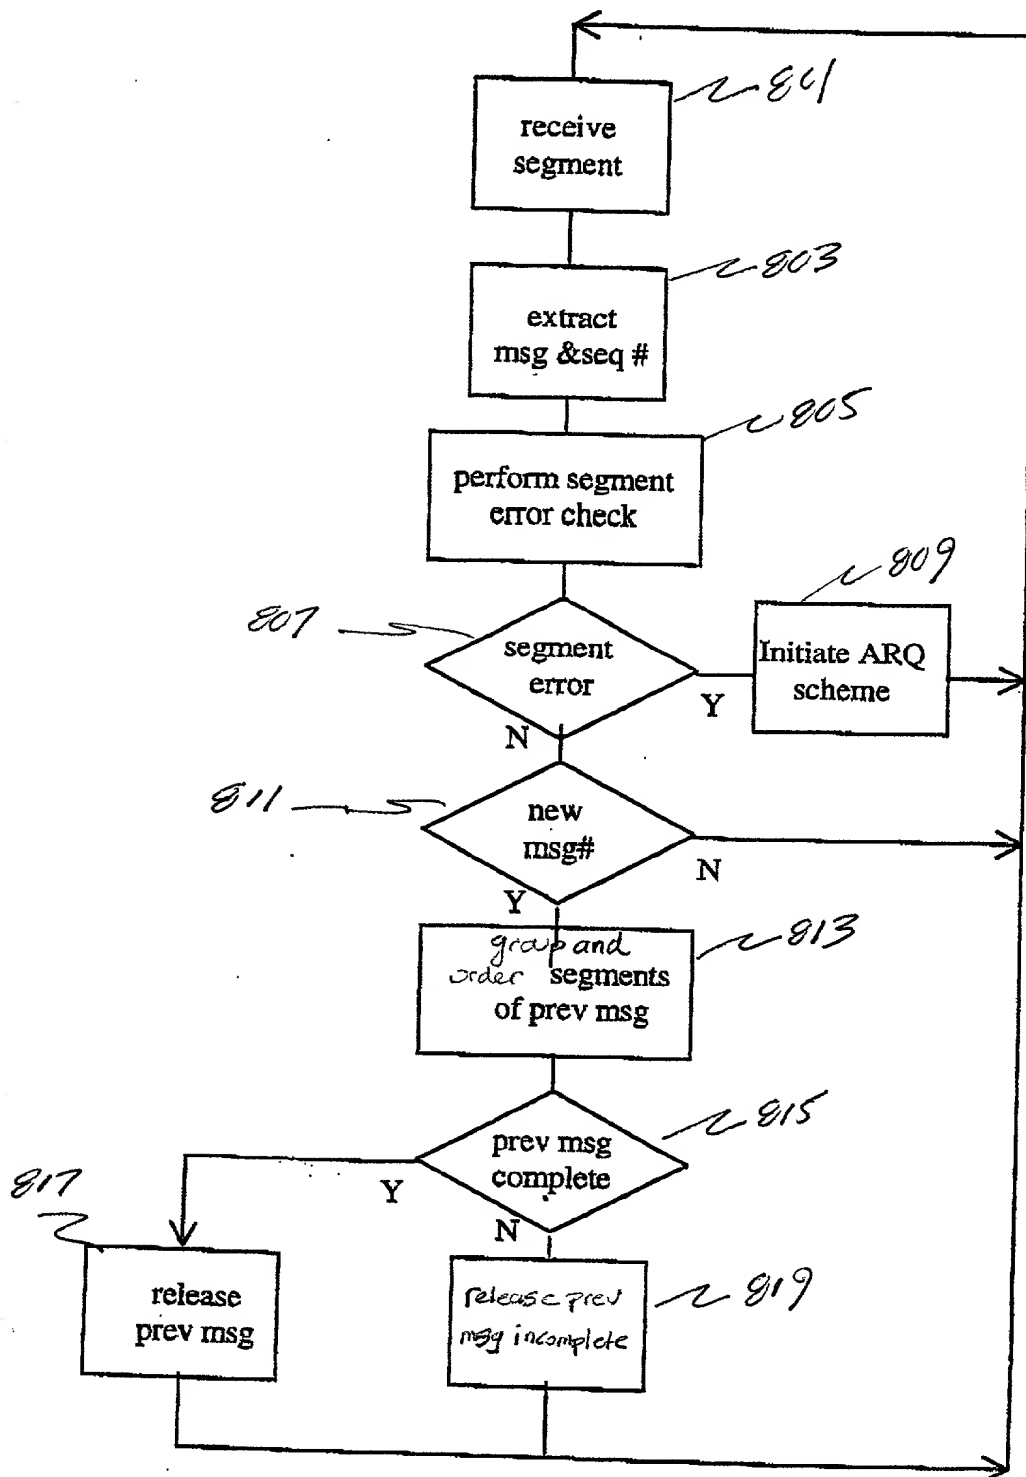 801
receive
segment
803
extract
msg &seq #
805
perform segment
error check
807
segment
error
Y
N
809
Initiate ARQ
scheme
811
new
msg#
N
Y
813
group and
order segments
of prev msg
815
prev msg
complete
Y
N
817
release
prev msg
819
release prev
msg incomplete